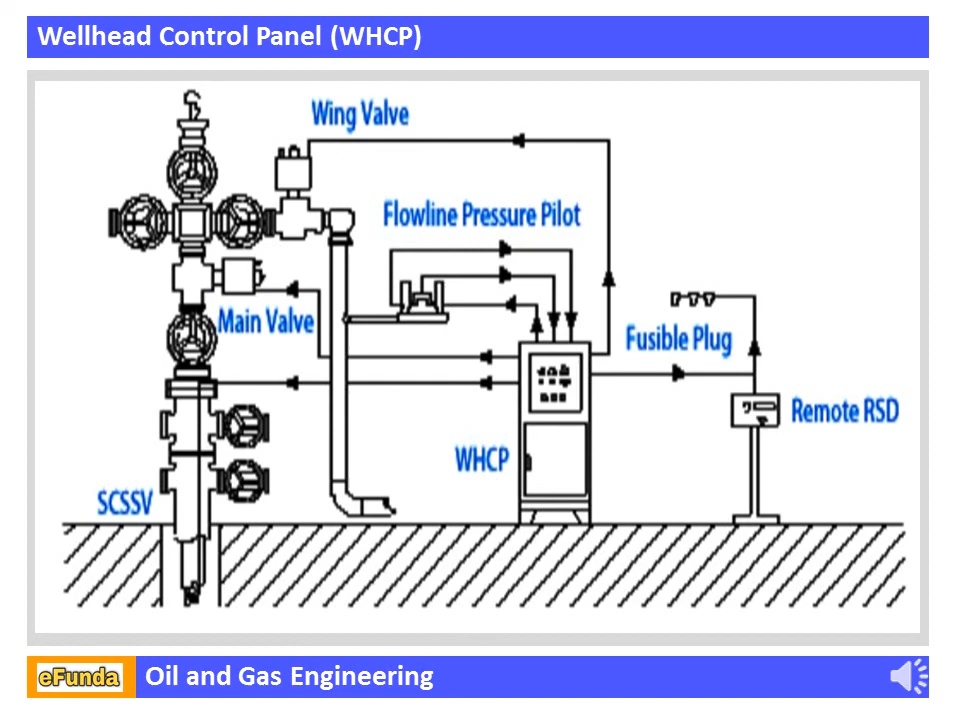 Wellhead Control Panel (WHCP)
Wing Valve
Flowline Pressure Pilot
Main Valve
Fusible Plug
Remote RSD
WHCP
SCSSV
eFunda
Oil and Gas Engineering